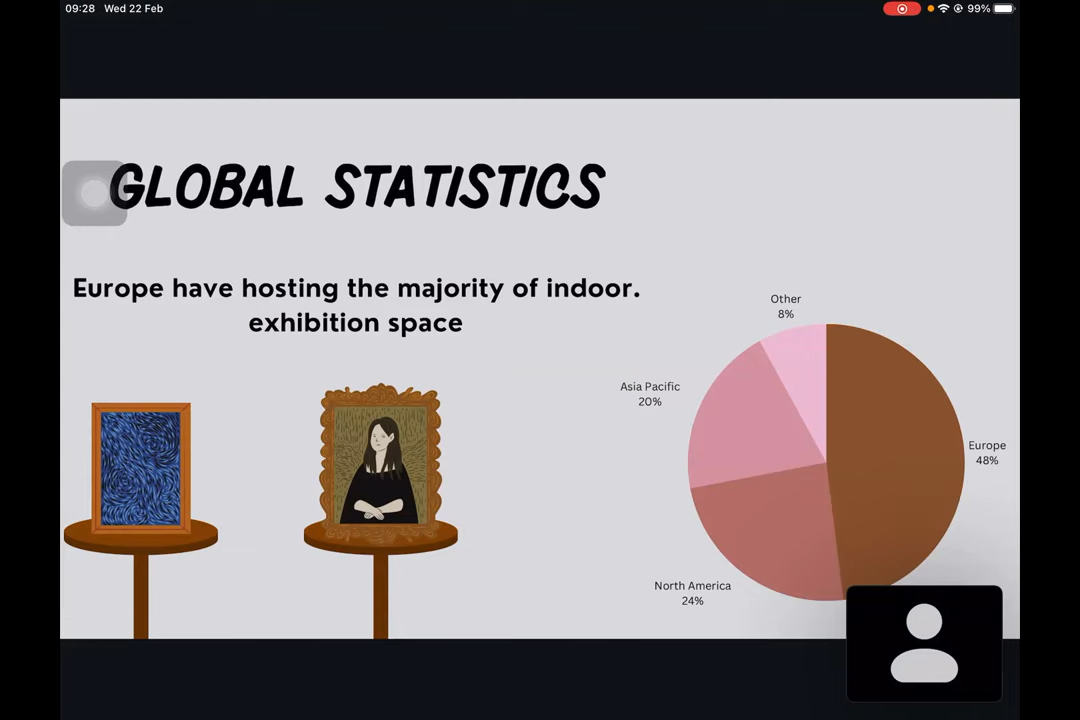 09:28 Wed 22 Feb
99%
GLOBAL STATISTICS
Europe have hosting the majority of indoor.
exhibition space
Other
8%
Asia Pacific
20%
Europe
48%
North America
24%